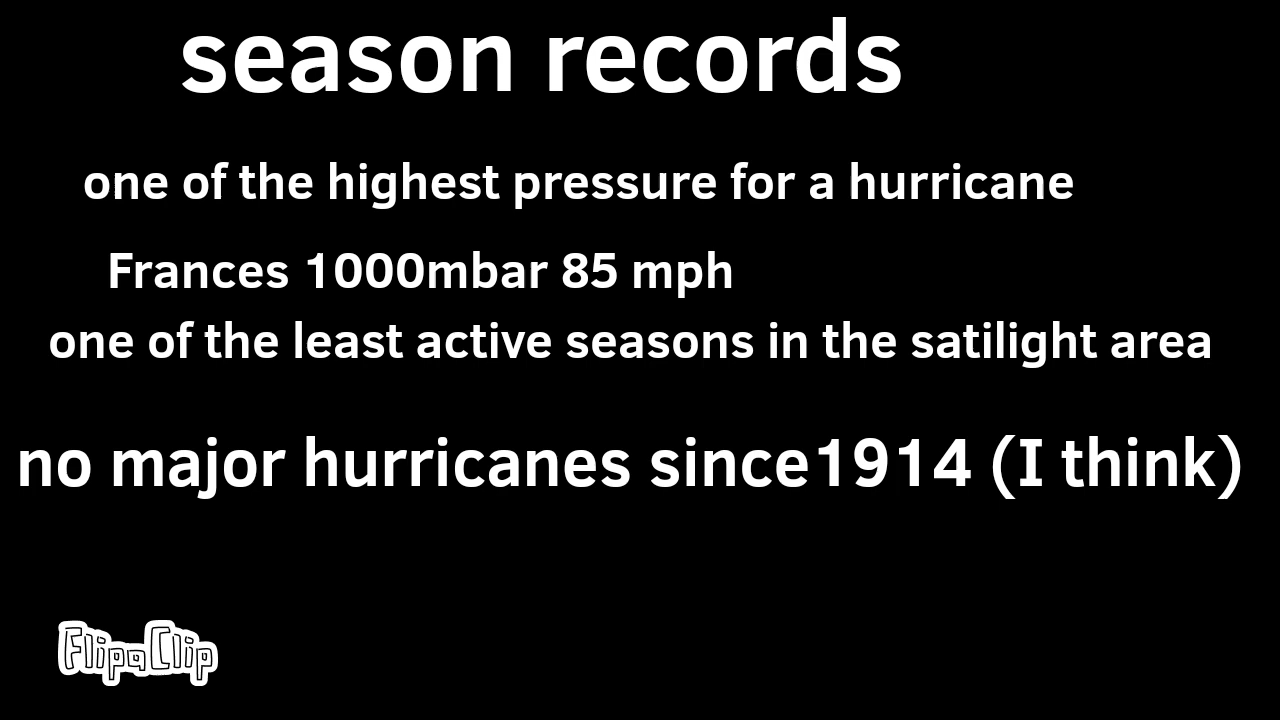 season records
one of the highest pressure for a hurricane
Frances 1000mbar 85 mph
one of the least active seasons in the satilight area
no major hurricanes since1914 (I think)
FlipaClip